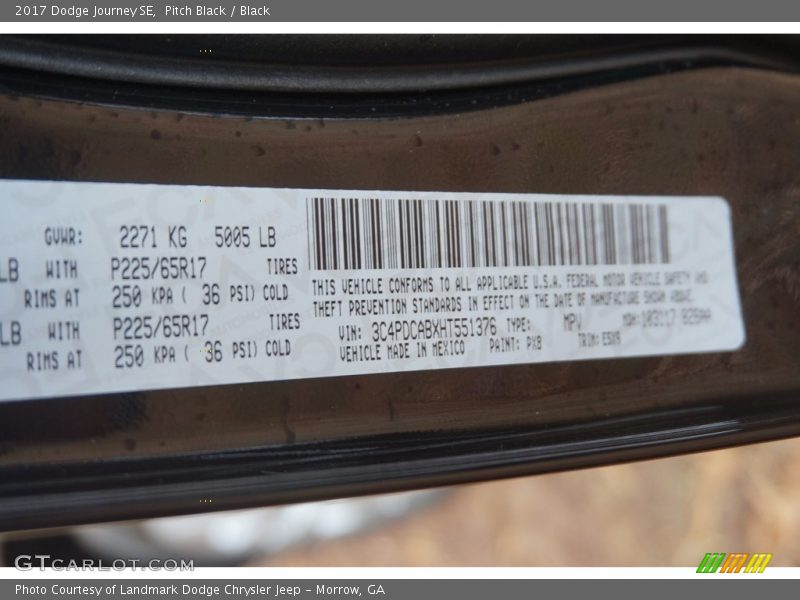 2017 Dodge Journey SE, Pitch Black / Black
GVWR: 2271 KG 5005 LB
LB WITH P225/65R17 TIRES
RIMS AT 250 KPA ( 36 PSI) COLD
LB WITH P225/65R17 TIRES
RIMS AT 250 KPA ( 36 PSI) COLD
THIS VEHICLE CONFORMS TO ALL APPLICABLE U.S.A. FEDERAL MOTOR VEHICLE SAFETY AND
THEFT PREVENTION STANDARDS IN EFFECT ON THE DATE OF MANUFACTURE SHOWN ABOVE.
VIN: 3C4PDCABXHT551376 TYPE: MPV MDH:
VEHICLE MADE IN MEXICO PAINT: PX8 TRIM:
GTCARLOT.COM
Photo Courtesy of Landmark Dodge Chrysler Jeep – Morrow, GA